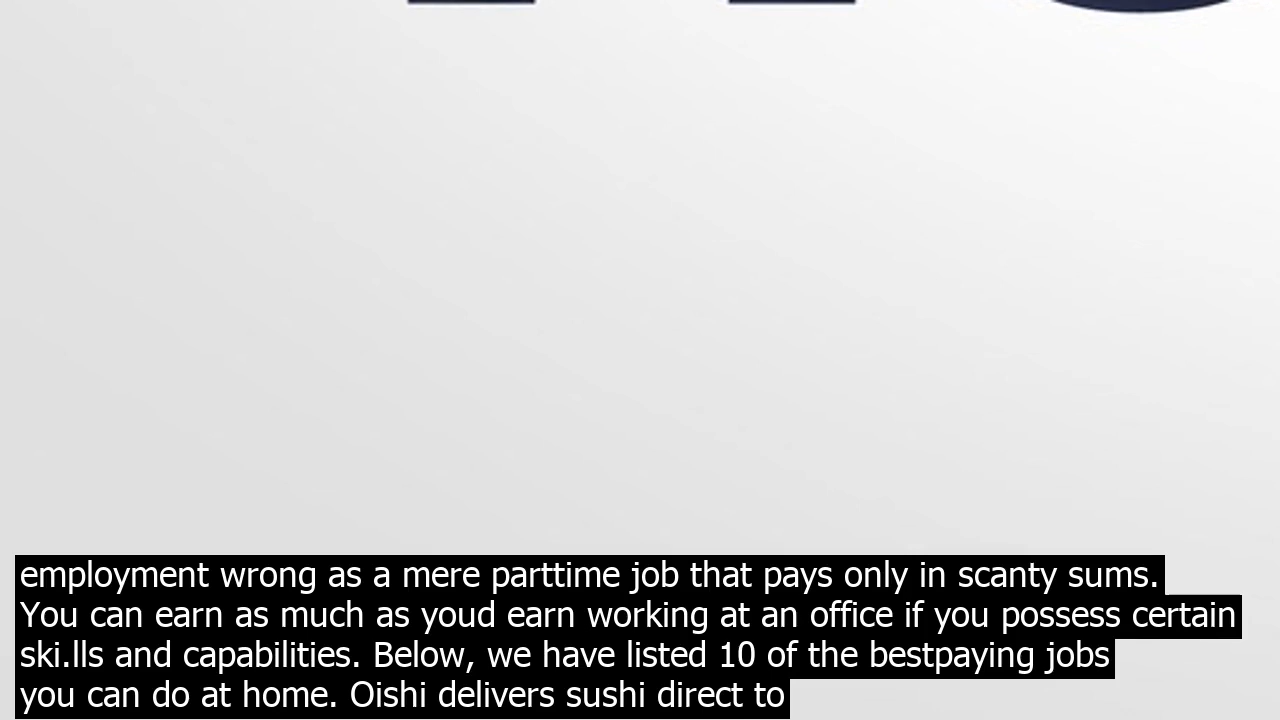 employment wrong as a mere parttime job that pays only in scanty sums.
You can earn as much as youd earn working at an office if you possess certain
ski.lls and capabilities. Below, we have listed 10 of the bestpaying jobs
you can do at home. Oishi delivers sushi direct to